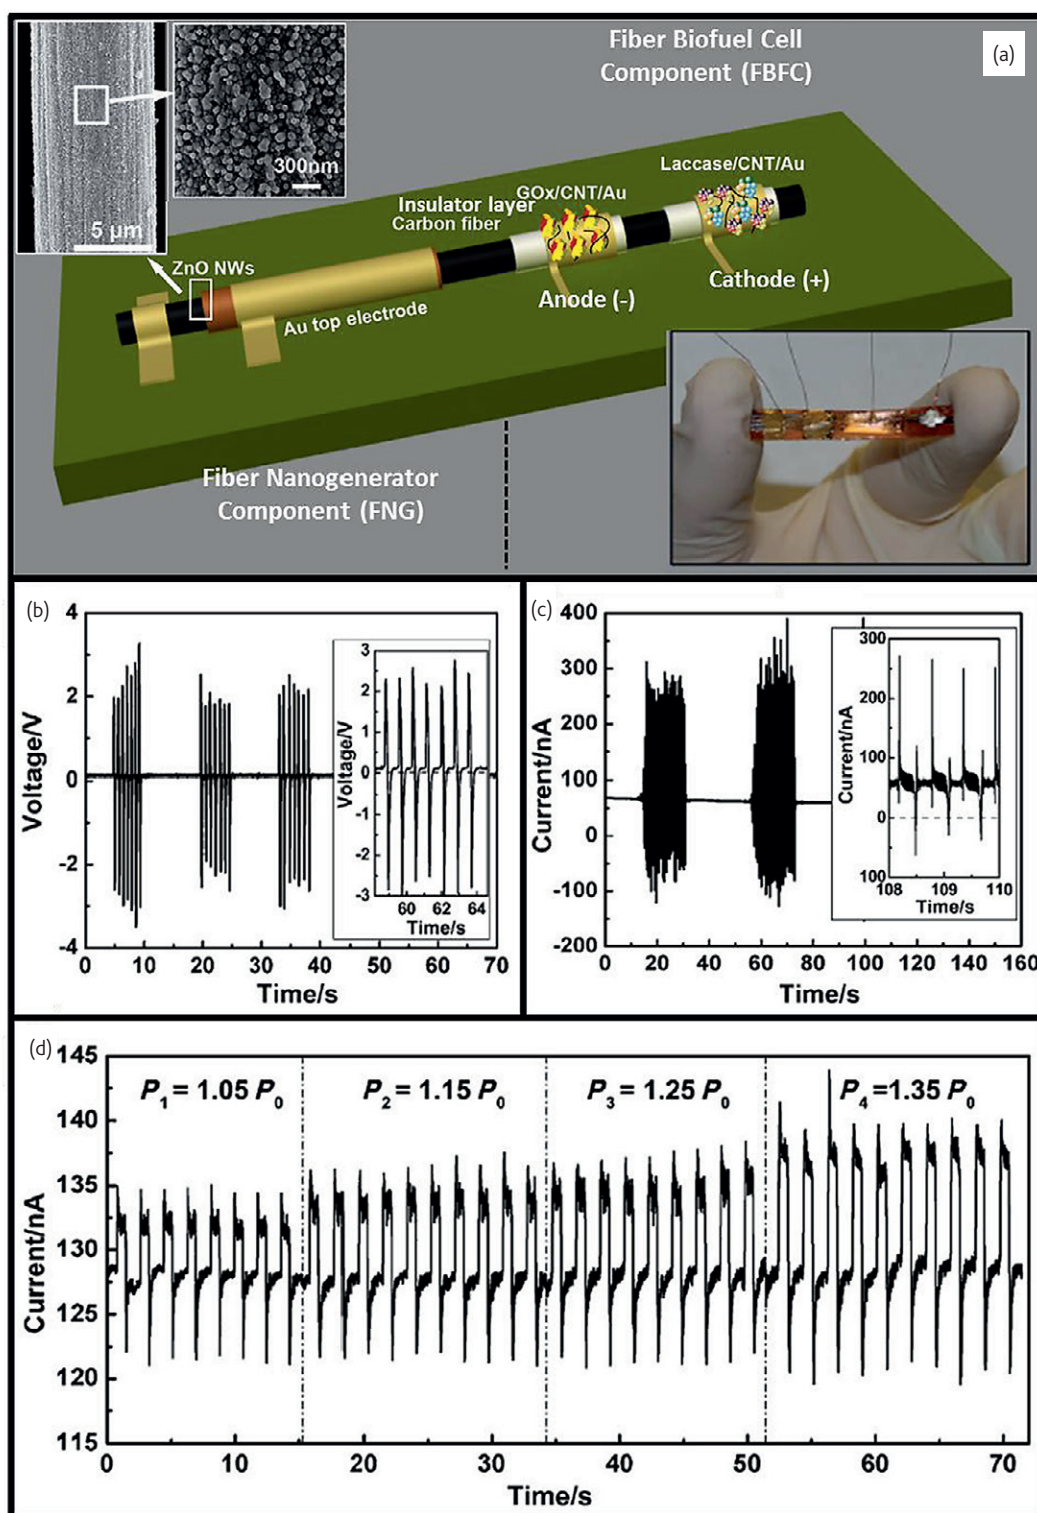 (a)
Fiber Biofuel Cell
Component (FBFC)
300nm
5 µm
Laccase/CNT/Au
GOx/CNT/Au
Insulator layer
Carbon fiber
ZnO NWs
Cathode (+)
Anode (-)
Au top electrode
Fiber Nanogenerator
Component (FNG)
(b)
4
2
0
-2
-4
Voltage/V
0 10 20 30 40 50 60 70
Time/s
3
2
1
0
-1
-2
-3
Voltage/V
60 62 64
Time/s
(c)
400
300
200
100
0
-100
-200
Current/nA
0 20 40 60 80 100 110 130 140 160
Time/s
300
200
100
0
100
Current/nA
108 109 110
Time/s
(d)
145
140
135
130
125
120
115
Current/nA
P1 = 1.05 P0 P2 = 1.15 P0 P3 = 1.25 P0 P4 =1.35 P0
0 10 20 30 40 50 60 70
Time/s